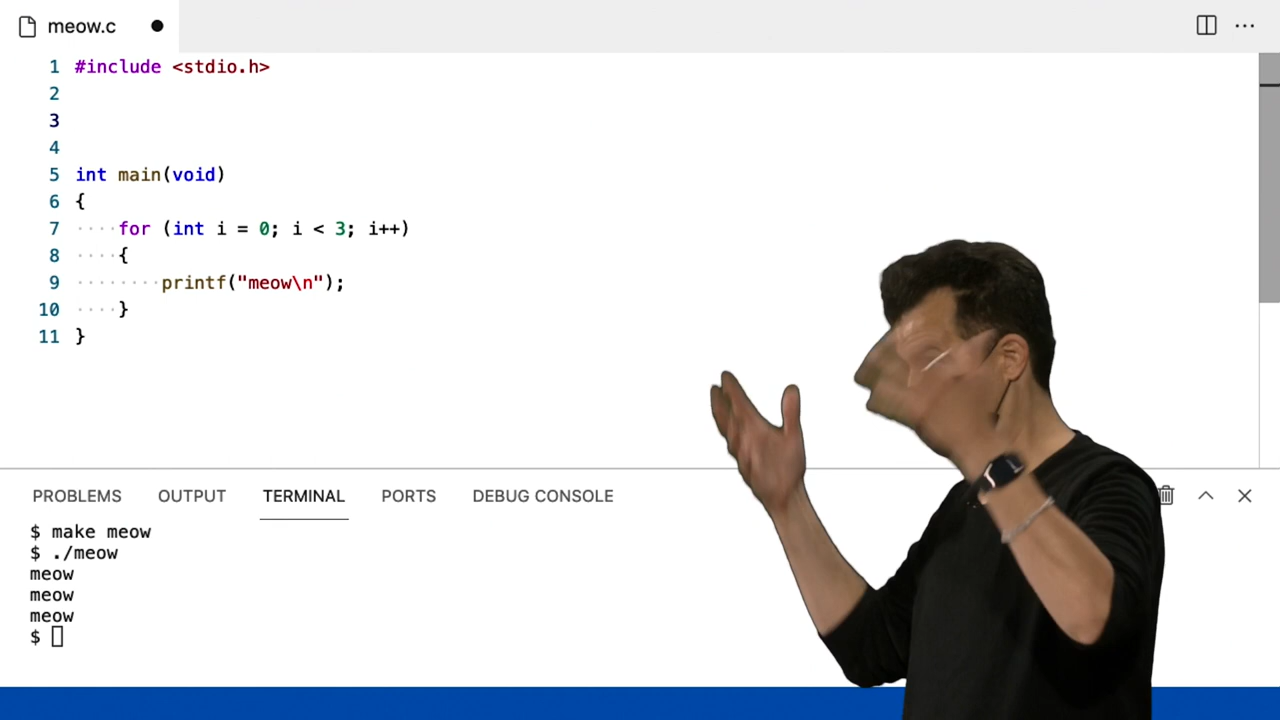 meow.c
1 #include <stdio.h>
2
3
4
5 int main(void)
6 {
7 ····for (int i = 0; i < 3; i++)
8 ····{
9 ········printf("meow\n");
10 ····}
11 }
PROBLEMS OUTPUT TERMINAL PORTS DEBUG CONSOLE
$ make meow
$ ./meow
meow
meow
meow
$